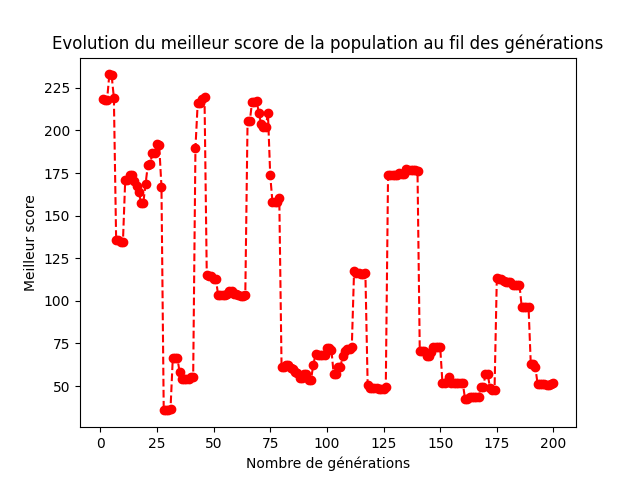 Evolution du meilleur score de la population au fil des générations
Meilleur score
225
200
175
150
125
100
75
50
0 25 50 75 100 125 150 175 200
Nombre de générations